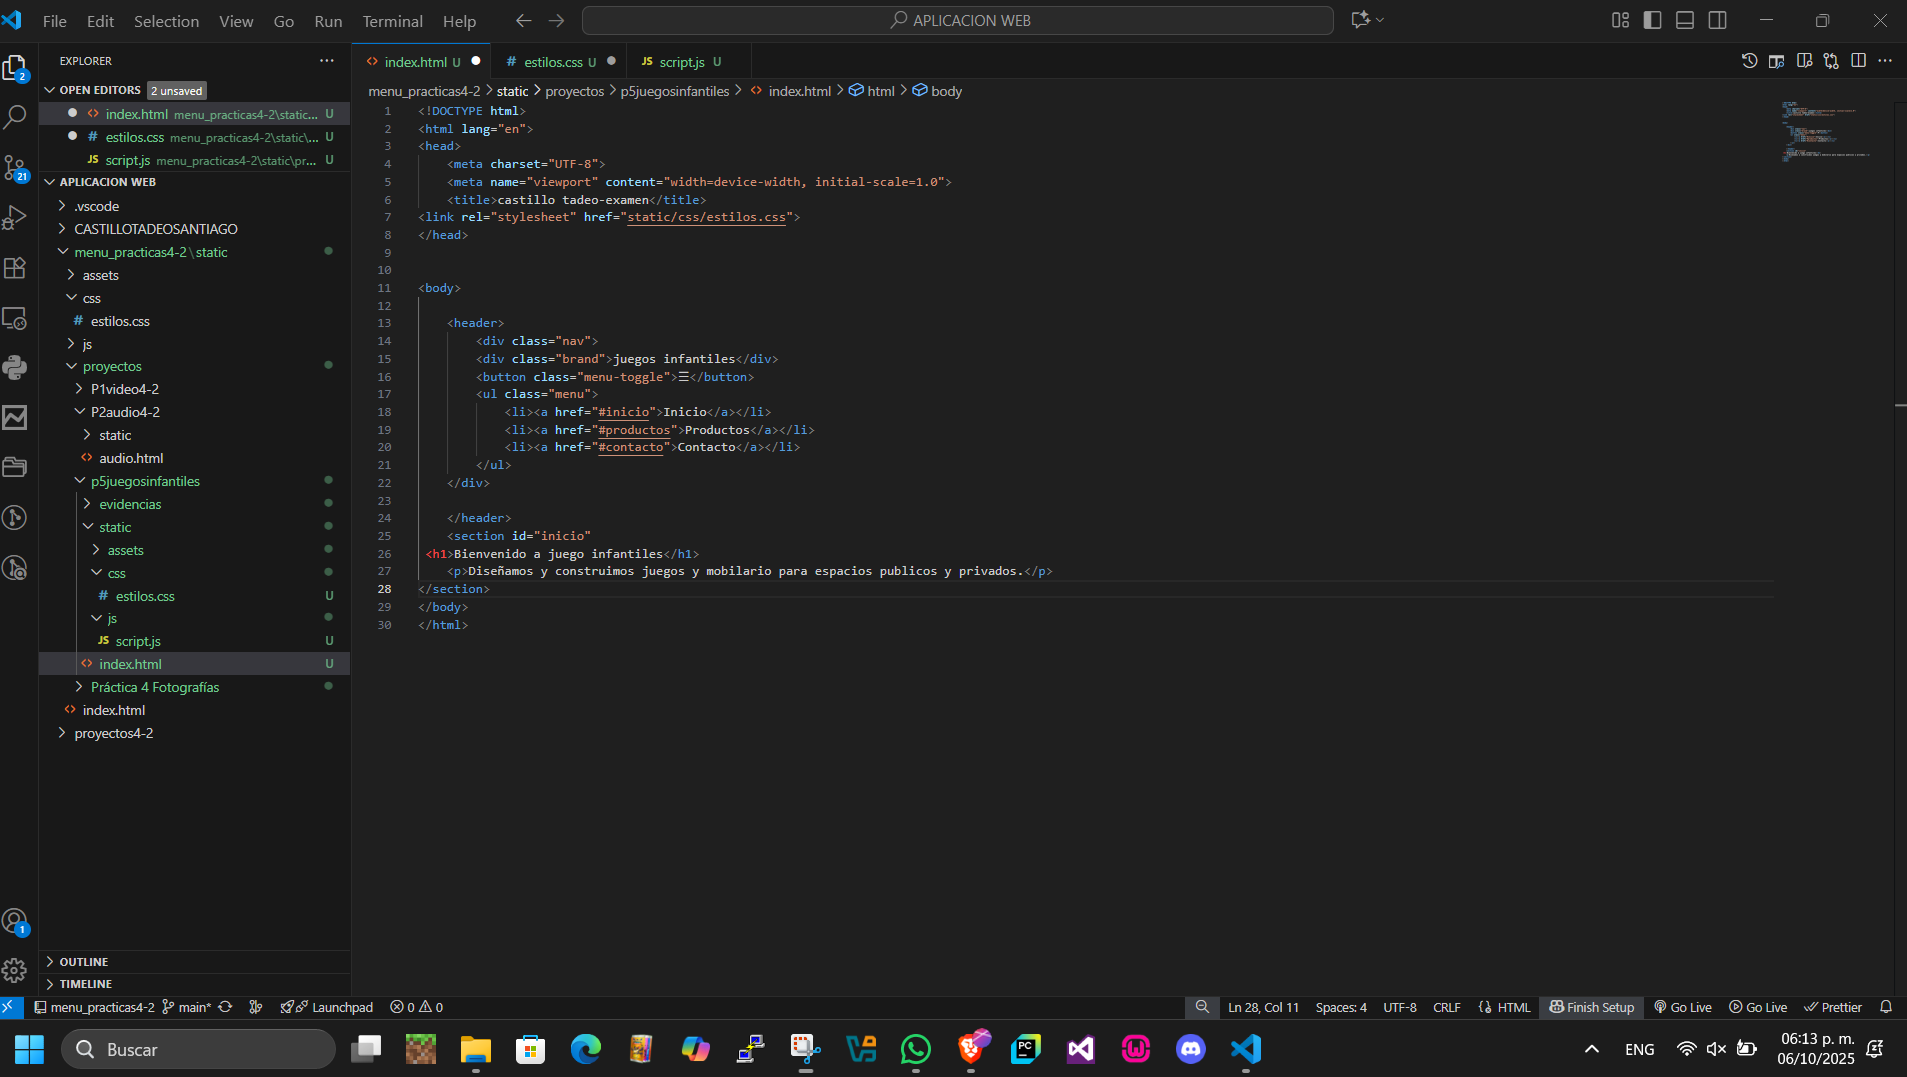 File Edit Selection View Go Run Terminal Help
APLICACION WEB
EXPLORER
OPEN EDITORS 2 unsaved
index.html menu_practicas4-2\static... U
estilos.css menu_practicas4-2\static\... U
JS script.js menu_practicas4-2\static\pr... U
APLICACION WEB
.vscode
CASTILLOTADEOSANTIAGO
menu_practicas4-2\static
assets
css
# estilos.css
js
proyectos
P1video4-2
P2audio4-2
static
audio.html
p5juegosinfantiles
evidencias
static
assets
css
# estilos.css U
js
JS script.js U
index.html U
Práctica 4 Fotografías
index.html
proyectos4-2
OUTLINE
TIMELINE
2
21
1
index.html U
# estilos.css U
JS script.js U
menu_practicas4-2 > static > proyectos > p5juegosinfantiles > index.html > html > body
1 <!DOCTYPE html>
2 <html lang="en">
3 <head>
4 <meta charset="UTF-8">
5 <meta name="viewport" content="width=device-width, initial-scale=1.0">
6 <title>castillo tadeo-examen</title>
7 <link rel="stylesheet" href="static/css/estilos.css">
8 </head>
9
10
11 <body>
12
13 <header>
14 <div class="nav">
15 <div class="brand">juegos infantiles</div>
16 <button class="menu-toggle">☰</button>
17 <ul class="menu">
18 <li><a href="#inicio">Inicio</a></li>
19 <li><a href="#productos">Productos</a></li>
20 <li><a href="#contacto">Contacto</a></li>
21 </ul>
22 </div>
23
24 </header>
25 <section id="inicio"
26 <h1>Bienvenido a juego infantiles</h1>
27 <p>Diseñamos y construimos juegos y mobilario para espacios publicos y privados.</p>
28 </section>
29 </body>
30 </html>
menu_practicas4-2 main* Launchpad 0 0
Ln 28, Col 11 Spaces: 4 UTF-8 CRLF HTML Finish Setup Go Live Go Live Prettier
Buscar
PC
ENG
06:13 p. m.
06/10/2025